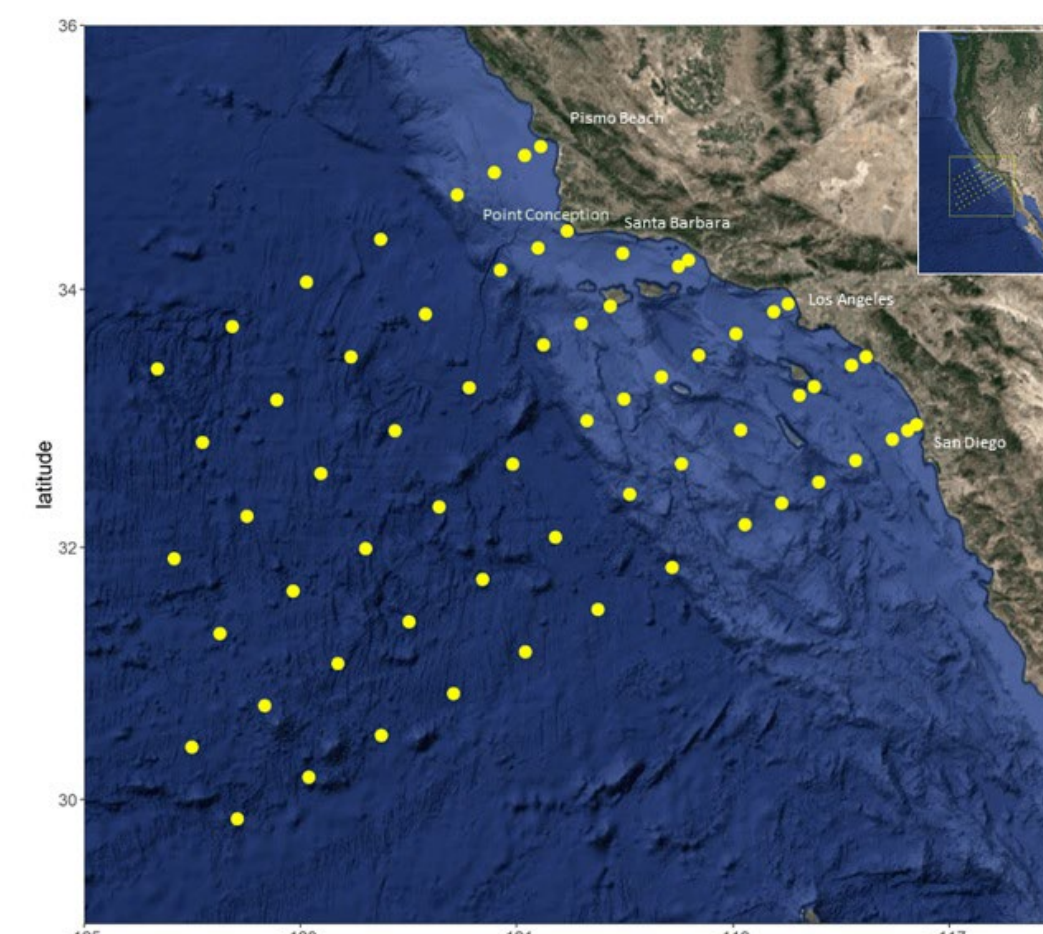 36
Pismo Beach
Point Conception
Santa Barbara
34
Los Angeles
San Diego
latitude
32
30